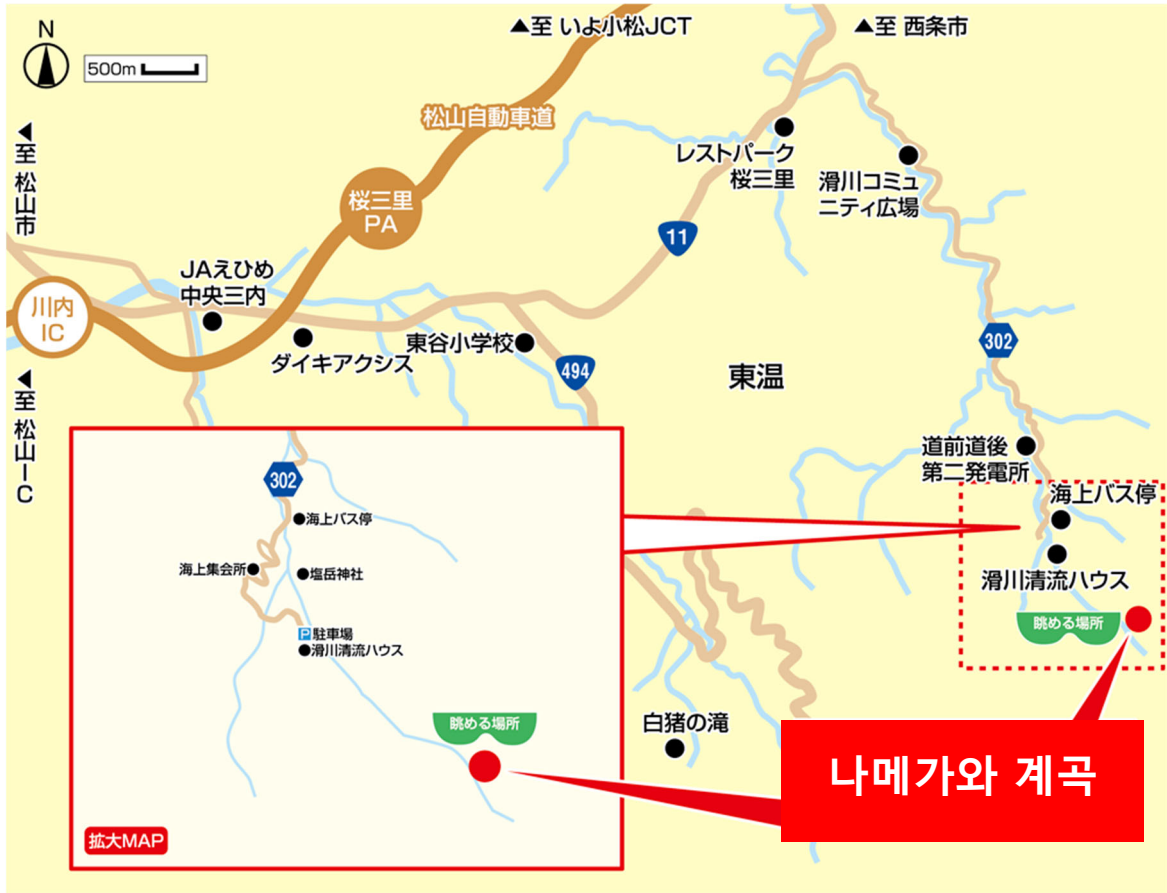 N
500m
▲至 いよ小松JCT
▲至 西条市
松山自動車道
◀至 松山市
レストパーク
桜三里
滑川コミュ
ニティ広場
桜三里
PA
11
JAえひめ
中央三内
川内
IC
ダイキアクシス
東谷小学校
302
494
東温
◀至 松山IC
道前道後
第二発電所
海上バス停
滑川清流ハウス
眺める場所
302
海上バス停
海上集会所
塩岳神社
P駐車場
滑川清流ハウス
眺める場所
白猪の滝
나메가와 계곡
拡大MAP